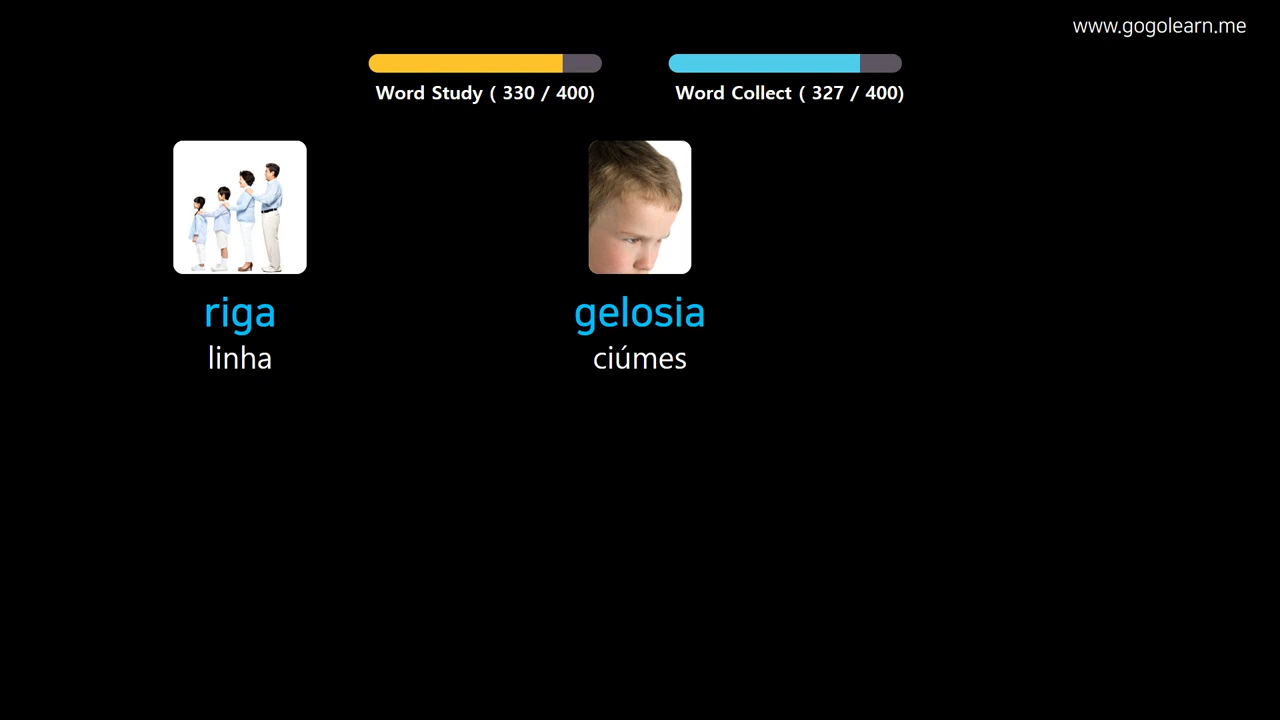 www.gogolearn.me
Word Study ( 330 / 400)
Word Collect ( 327 / 400)
riga
linha
gelosia
ciúmes